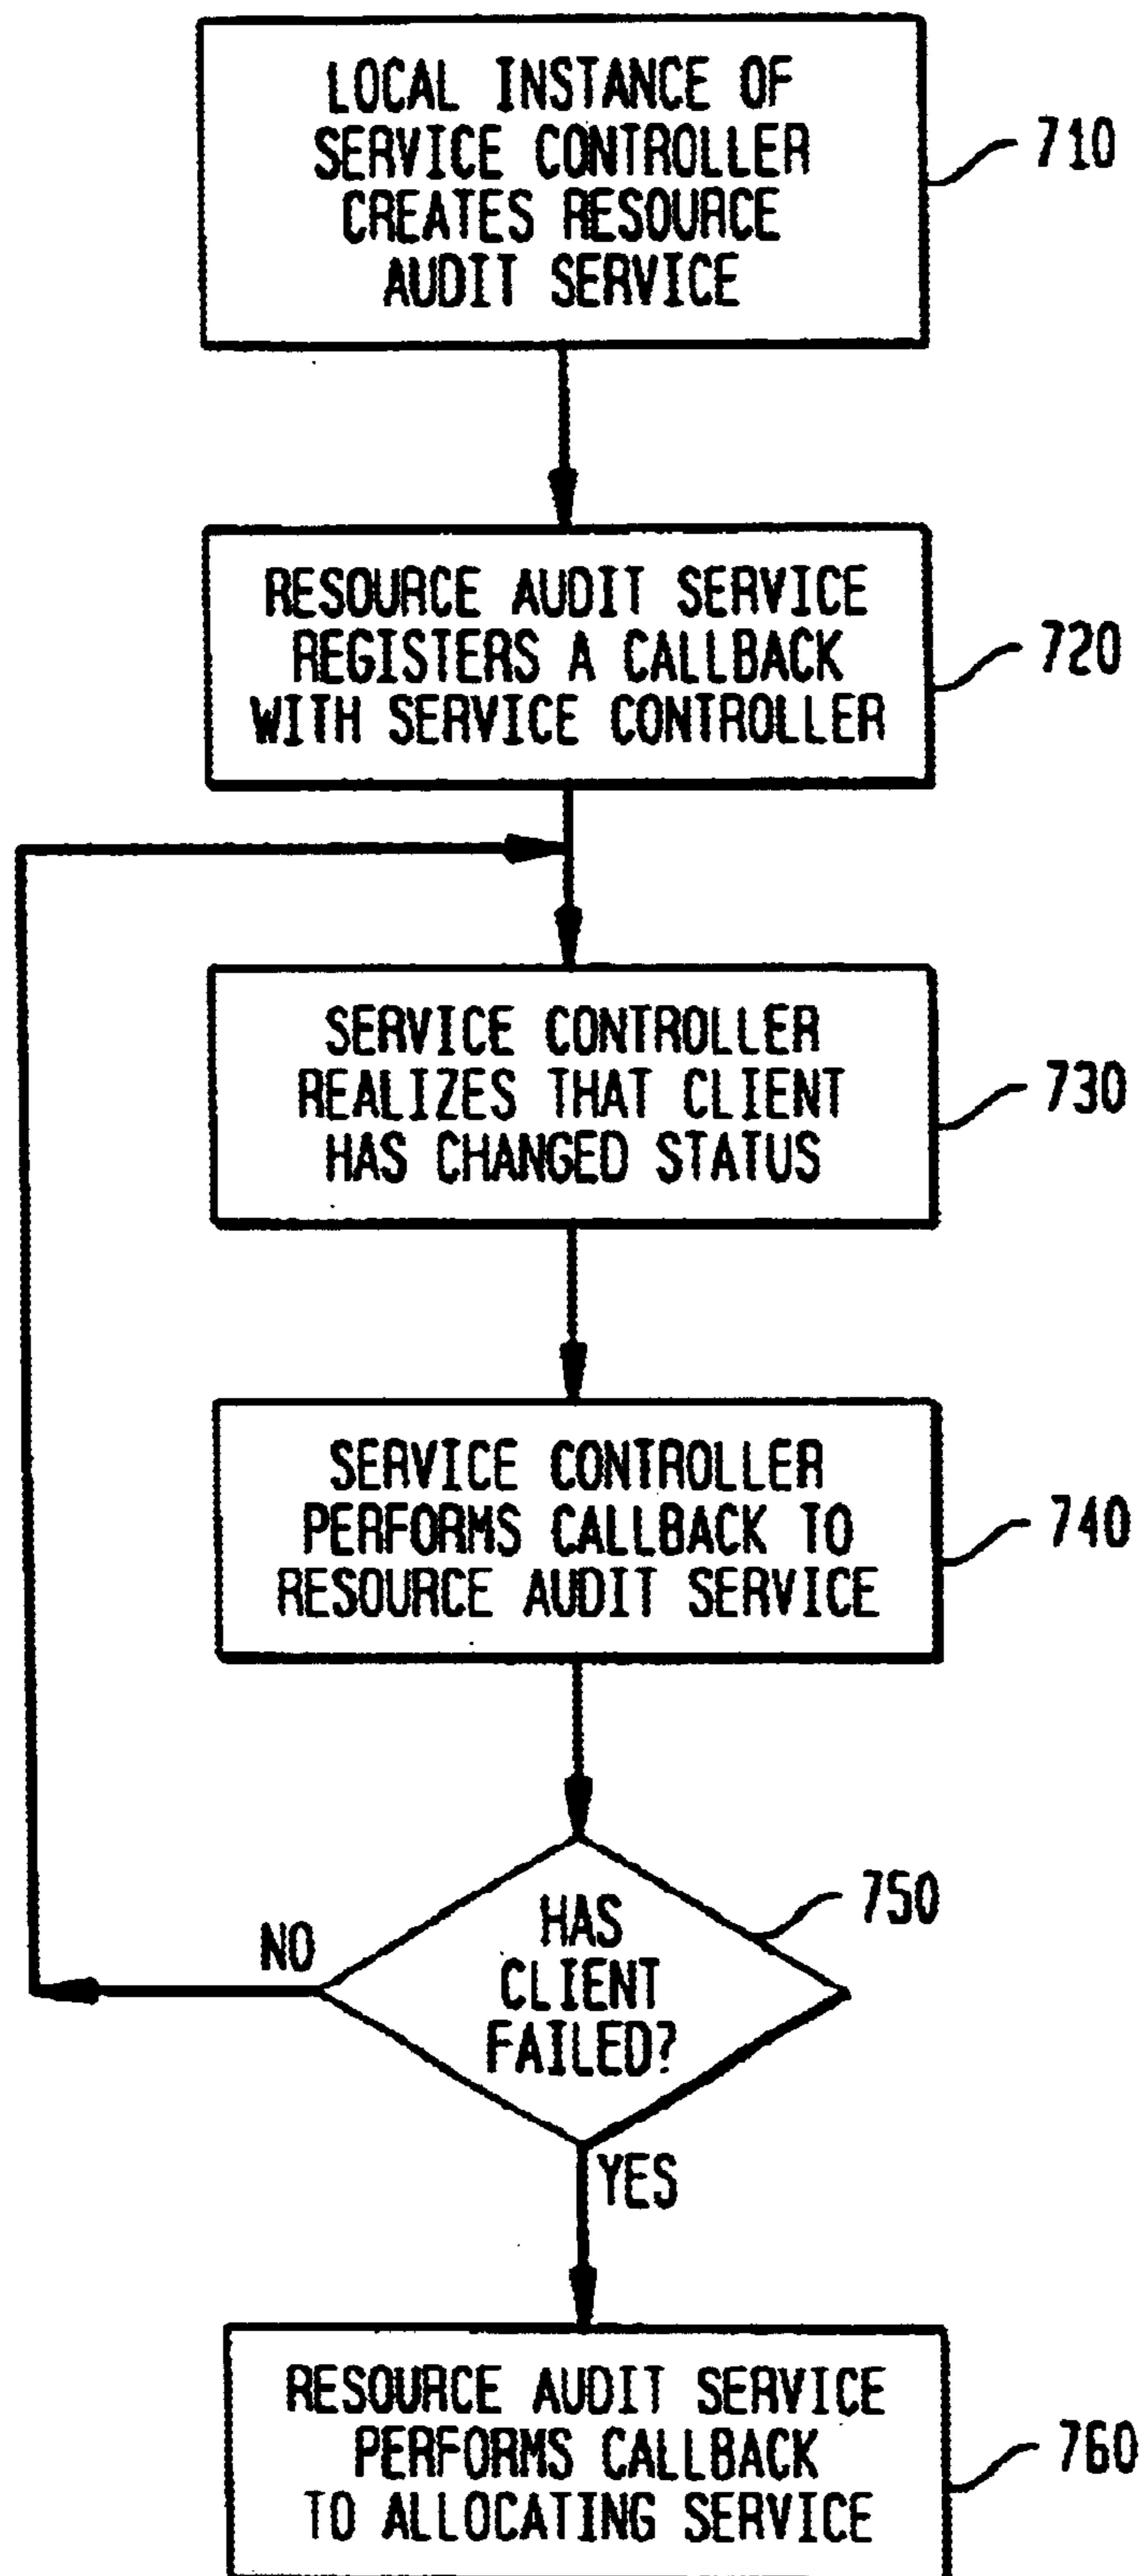 LOCAL INSTANCE OF
SERVICE CONTROLLER
CREATES RESOURCE
AUDIT SERVICE
710
RESOURCE AUDIT SERVICE
REGISTERS A CALLBACK
WITH SERVICE CONTROLLER
720
SERVICE CONTROLLER
REALIZES THAT CLIENT
HAS CHANGED STATUS
730
SERVICE CONTROLLER
PERFORMS CALLBACK TO
RESOURCE AUDIT SERVICE
740
HAS
CLIENT
FAILED?
750
NO
YES
RESOURCE AUDIT SERVICE
PERFORMS CALLBACK
TO ALLOCATING SERVICE
760